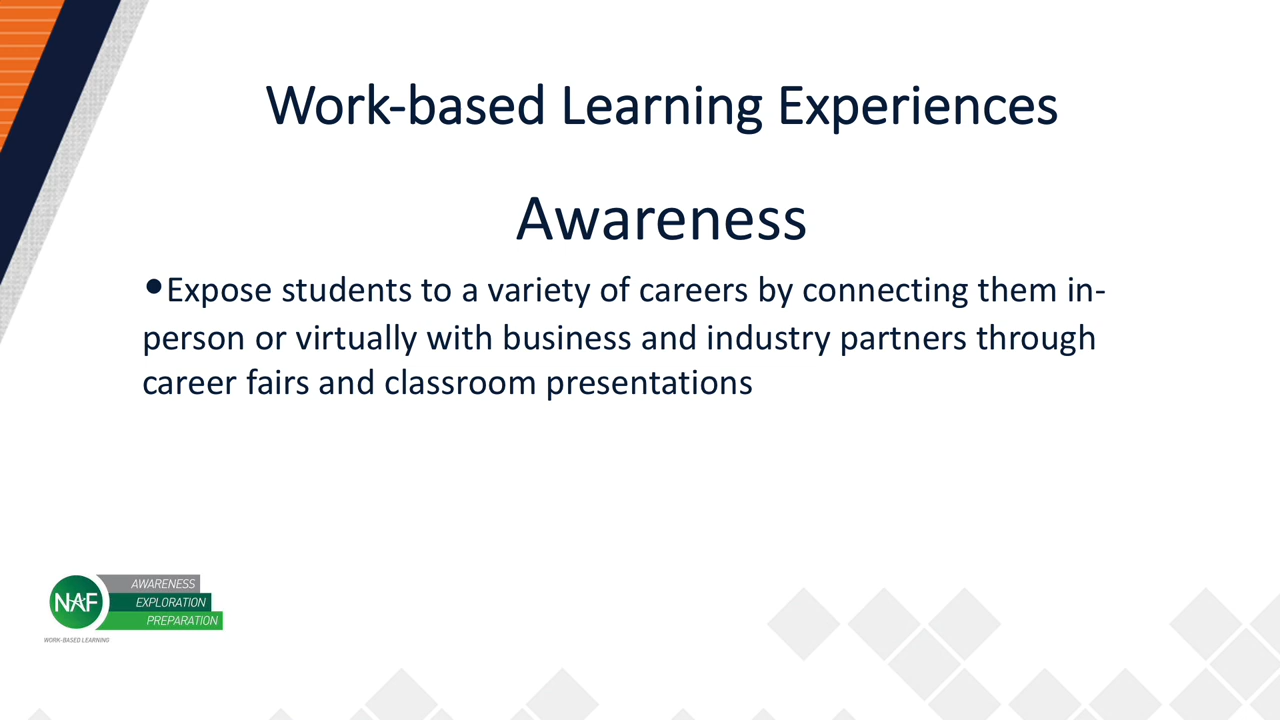 Work-based Learning Experiences
Awareness
•Expose students to a variety of careers by connecting them in-
person or virtually with business and industry partners through
career fairs and classroom presentations
NAF
AWARENESS
EXPLORATION
PREPARATION
WORK-BASED LEARNING